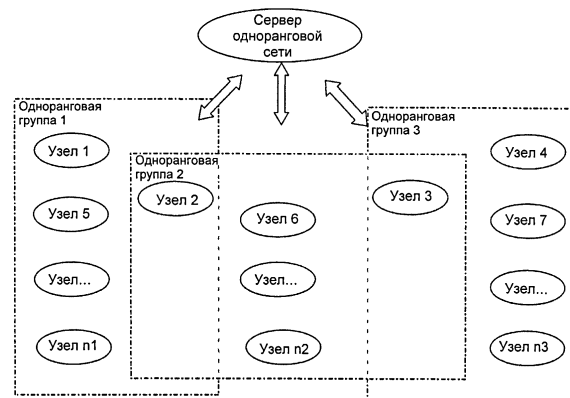 Сервер
одноранговой
сети
Одноранговая
группа 1
Одноранговая
группа 2
Одноранговая
группа 3
Узел 1
Узел 5
Узел...
Узел n1
Узел 2
Узел 6
Узел...
Узел n2
Узел 3
Узел 4
Узел 7
Узел...
Узел n3